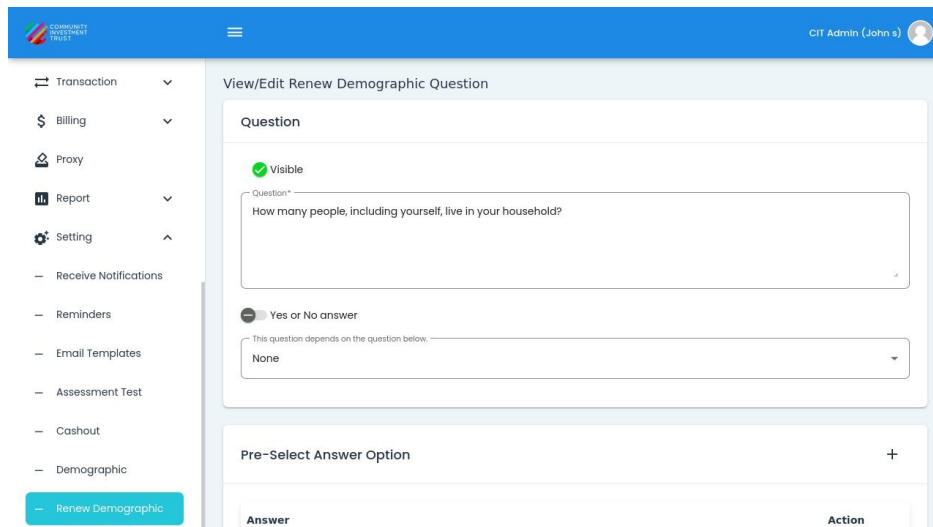 COMMUNITY
INVESTMENT
TRUST
CIT Admin (John s)
Transaction
Billing
Proxy
Report
Setting
Receive Notifications
Reminders
Email Templates
Assessment Test
Cashout
Demographic
Renew Demographic
View/Edit Renew Demographic Question
Question
Visible
Question*
How many people, including yourself, live in your household?
Yes or No answer
This question depends on the question below.
None
Pre-Select Answer Option
Answer Action